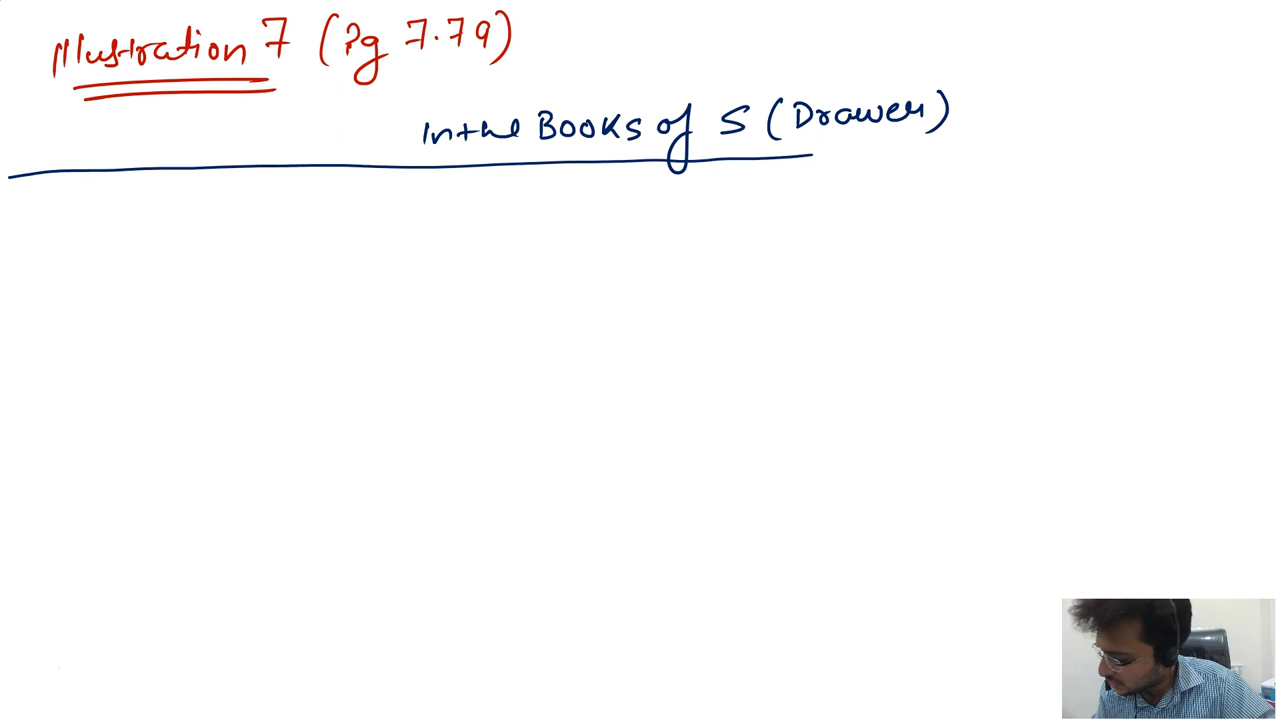 Illustration 7 (Pg 7.79)
In the Books of S (Drawer)